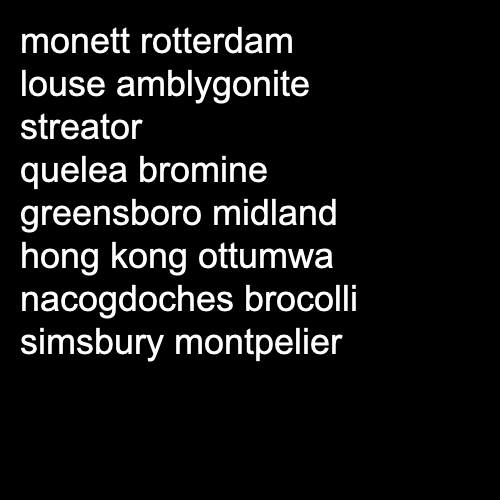 monett rotterdam
louse amblygonite
streator
quelea bromine
greensboro midland
hong kong ottumwa
nacogdoches brocolli
simsbury montpelier